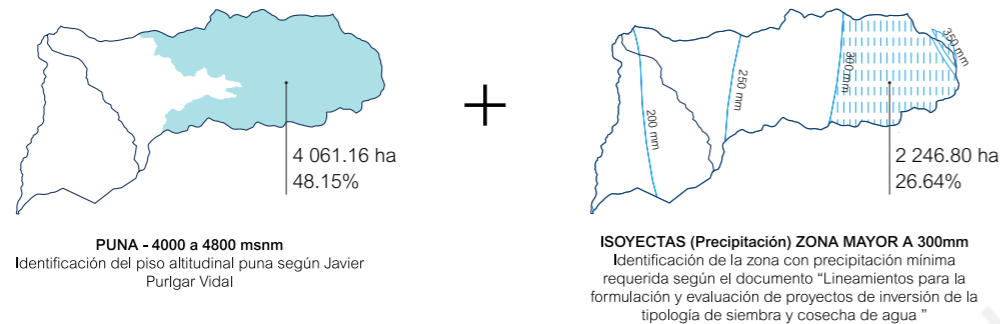 4 061.16 ha
48.15%
PUNA - 4000 a 4800 msnm
Identificación del piso altitudinal puna según Javier
Purlgar Vidal
+
200 mm
250 mm
300 mm
350 mm
2 246.80 ha
26.64%
ISOYECTAS (Precipitación) ZONA MAYOR A 300mm
Identificación de la zona con precipitación mínima
requerida según el documento “Lineamientos para la
formulación y evaluación de proyectos de inversión de la
tipología de siembra y cosecha de agua ”